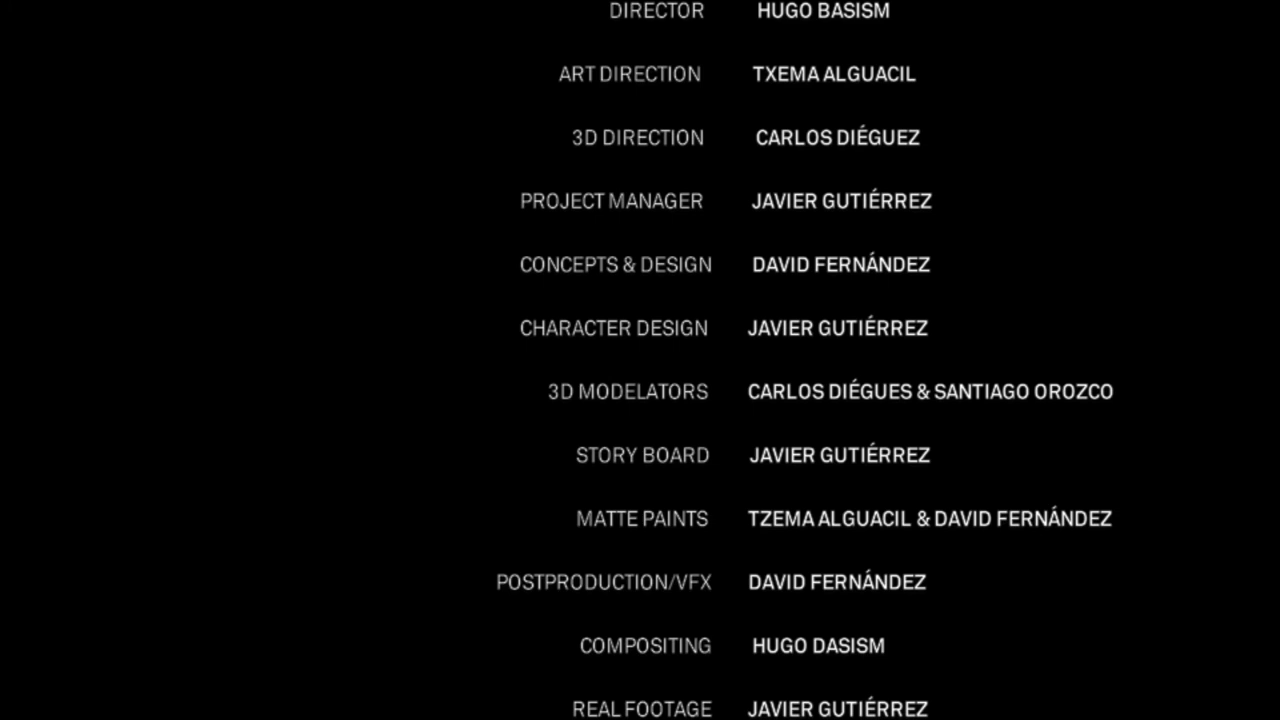 DIRECTOR HUGO BASISM
ART DIRECTION TXEMA ALGUACIL
3D DIRECTION CARLOS DIÉGUEZ
PROJECT MANAGER JAVIER GUTIÉRREZ
CONCEPTS & DESIGN DAVID FERNÁNDEZ
CHARACTER DESIGN JAVIER GUTIÉRREZ
3D MODELATORS CARLOS DIÉGUES & SANTIAGO OROZCO
STORY BOARD JAVIER GUTIÉRREZ
MATTE PAINTS TZEMA ALGUACIL & DAVID FERNÁNDEZ
POSTPRODUCTION/VFX DAVID FERNÁNDEZ
COMPOSITING HUGO DASISM
REAL FOOTAGE JAVIER GUTIÉRREZ